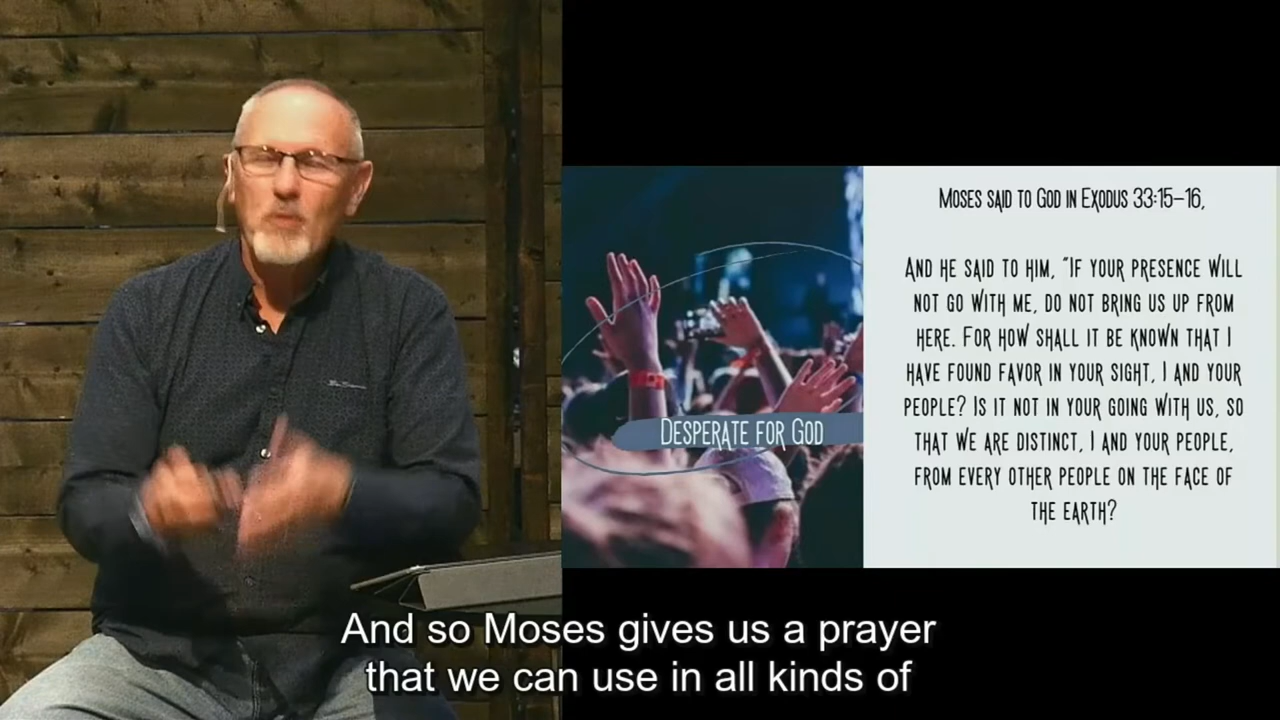 Moses said to God in Exodus 33:15-16,
And he said to him, "If your presence will
not go with me, do not bring us up from
here. For how shall it be known that I
have found favor in your sight, I and your
people? Is it not in your going with us, so
that we are distinct, I and your people,
from every other people on the face of
the earth?
Desperate for God
And so Moses gives us a prayer
that we can use in all kinds of